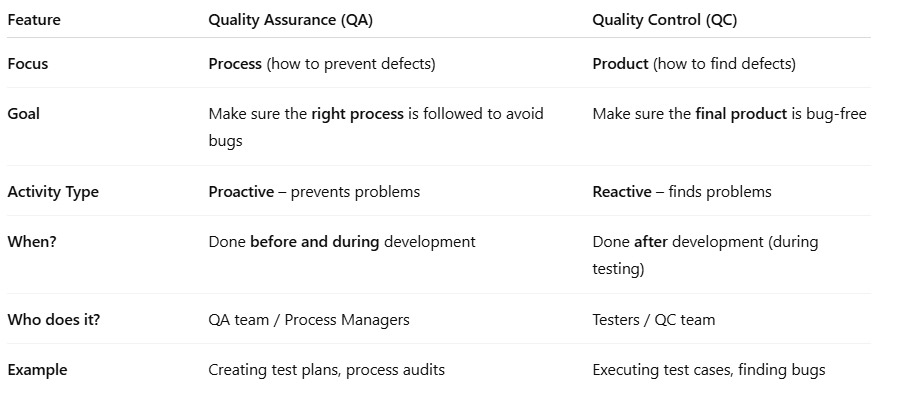 Feature Quality Assurance (QA) Quality Control (QC)
Focus Process (how to prevent defects) Product (how to find defects)
Goal Make sure the right process is followed to avoid Make sure the final product is bug-free
bugs
Activity Type Proactive – prevents problems Reactive – finds problems
When? Done before and during development Done after development (during
testing)
Who does it? QA team / Process Managers Testers / QC team
Example Creating test plans, process audits Executing test cases, finding bugs